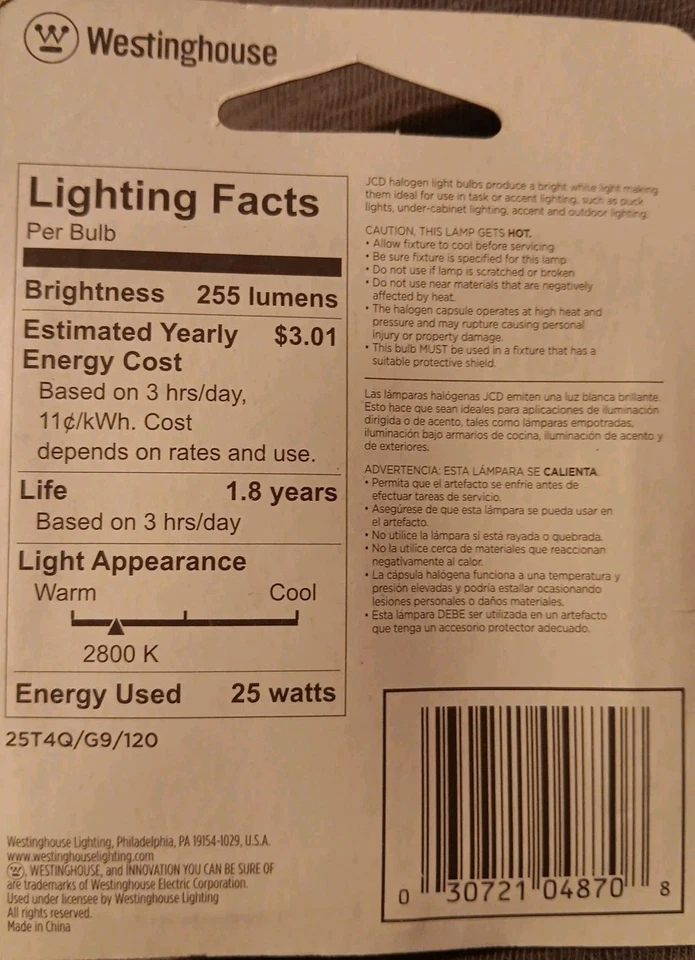 Westinghouse
Lighting Facts
Per Bulb
Brightness 255 lumens
Estimated Yearly $3.01
Energy Cost
Based on 3 hrs/day,
11¢/kWh. Cost
depends on rates and use.
Life 1.8 years
Based on 3 hrs/day
Light Appearance
Warm Cool
2800 K
Energy Used 25 watts
25T4Q/G9/120
Westinghouse Lighting, Philadelphia, PA 19154-1029, U.S.A.
www.westinghouselighting.com
W, WESTINGHOUSE, and INNOVATION YOU CAN BE SURE OF
are trademarks of Westinghouse Electric Corporation.
Used under licensee by Westinghouse Lighting
All rights reserved.
Made in China
JCD halogen light bulbs produce a bright white light making
them ideal for use in task or accent lighting, such as puck
lights, under-cabinet lighting, accent and outdoor lighting.
CAUTION, THIS LAMP GETS HOT.
• Allow fixture to cool before servicing
• Be sure fixture is specified for this lamp
• Do not use if lamp is scratched or broken
• Do not use near materials that are negatively
affected by heat.
• The halogen capsule operates at high heat and
pressure and may rupture causing personal
injury or property damage.
• This bulb MUST be used in a fixture that has a
suitable protective shield.
Las lámparas halógenas JCD emiten una luz blanca brillante.
Esto hace que sean ideales para aplicaciones de iluminación
dirigida o de acento, tales como lámparas empotradas,
iluminación bajo armarios de cocina, iluminación de acento y
de exteriores.
ADVERTENCIA: ESTA LÁMPARA SE CALIENTA.
• Permita que el artefacto se enfríe antes de
efectuar tareas de servicio.
• Asegúrese de que esta lámpara se pueda usar en
el artefacto.
• No utilice la lámpara si está rayada o quebrada.
• No la utilice cerca de materiales que reaccionan
negativamente al calor.
• La cápsula halógena funciona a una temperatura y
presión elevadas y podría estallar ocasionando
lesiones personales o daños materiales.
• Esta lámpara DEBE ser utilizada en un artefacto
que tenga un accesorio protector adecuado.
0 30721 04870 8